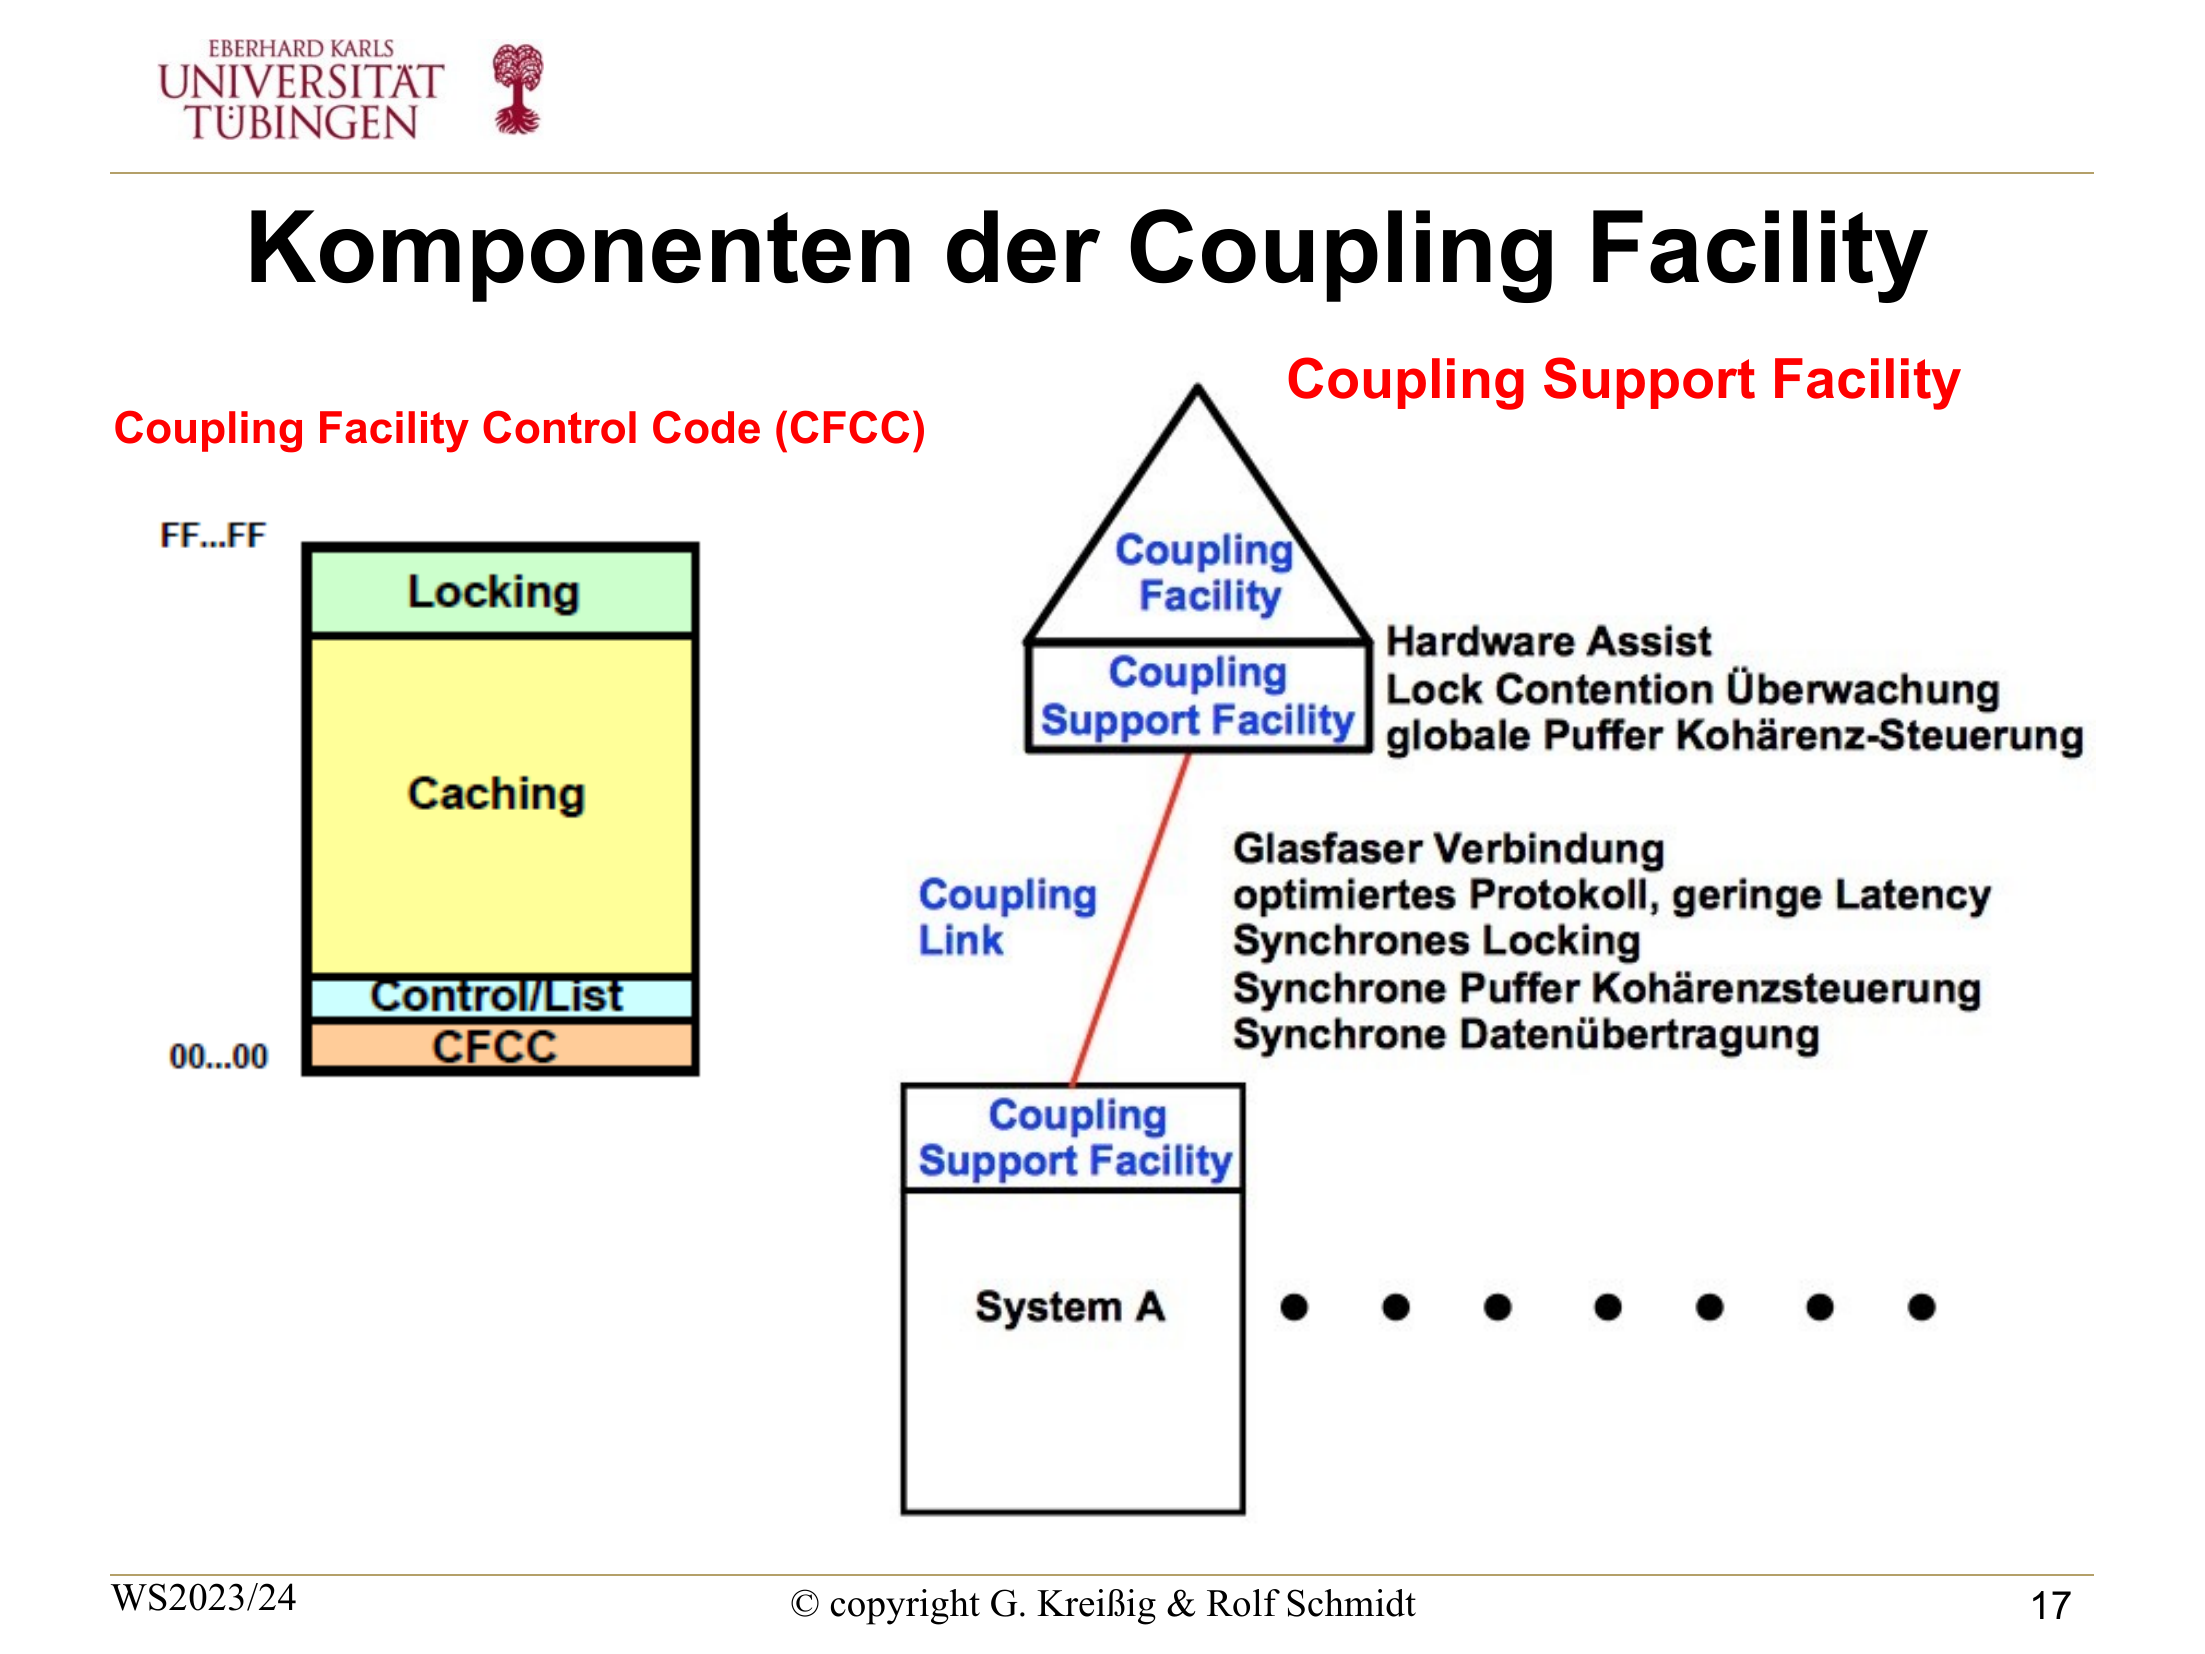 EBERHARD KARLS
UNIVERSITÄT
TÜBINGEN
Komponenten der Coupling Facility
Coupling Facility Control Code (CFCC)
FF...FF
Locking
Caching
Control/List
CFCC
00...00
Coupling Support Facility
Coupling
Facility
Coupling
Support Facility
Hardware Assist
Lock Contention Überwachung
globale Puffer Kohärenz-Steuerung
Coupling
Link
Glasfaser Verbindung
optimiertes Protokoll, geringe Latency
Synchrones Locking
Synchrone Puffer Kohärenzsteuerung
Synchrone Datenübertragung
Coupling
Support Facility
System A
WS2023/24
© copyright G. Kreißig & Rolf Schmidt
17